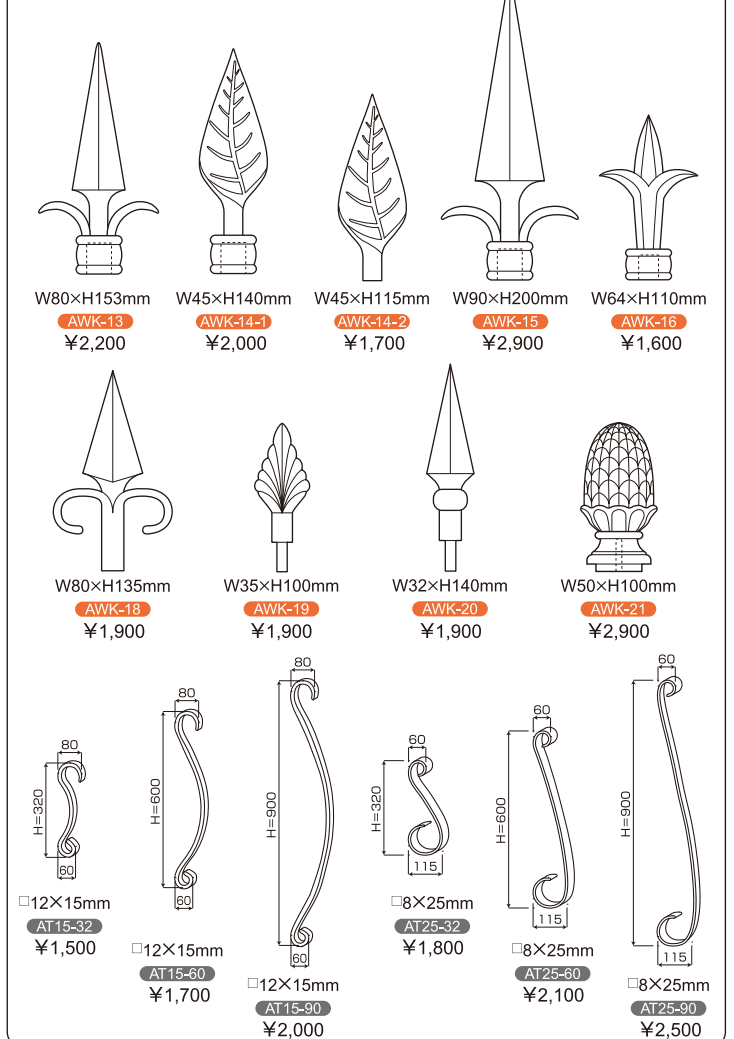 W80×H153mm
AWK-13
¥2,200
W45×H140mm
AWK-14-1
¥2,000
W45×H115mm
AWK-14-2
¥1,700
W90×H200mm
AWK-15
¥2,900
W64×H110mm
AWK-16
¥1,600
W80×H135mm
AWK-18
¥1,900
W35×H100mm
AWK-19
¥1,900
W32×H140mm
AWK-20
¥1,900
W50×H100mm
AWK-21
¥2,900
80
H=320
60
□12×15mm
AT15-32
¥1,500
80
H=600
60
□12×15mm
AT15-60
¥1,700
80
H=900
60
□12×15mm
AT15-90
¥2,000
60
H=320
115
□8×25mm
AT25-32
¥1,800
60
H=600
115
□8×25mm
AT25-60
¥2,100
60
H=900
115
□8×25mm
AT25-90
¥2,500